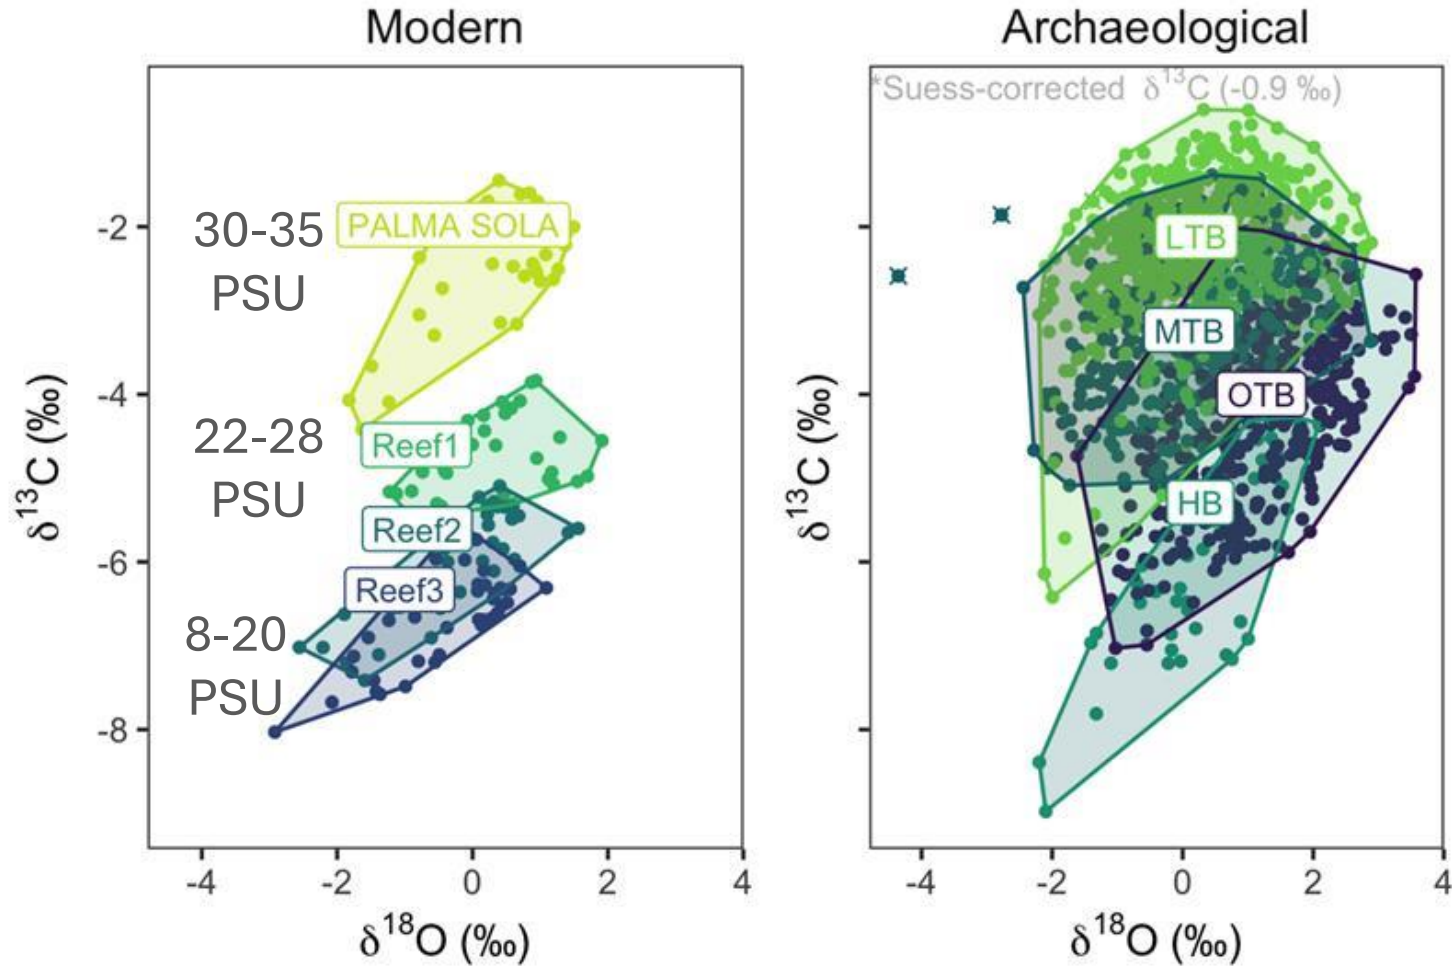 Modern
Archaeological
-2
-4
-6
-8
δ¹³C (‰)
30-35
PSU
22-28
PSU
8-20
PSU
PALMA SOLA
Reef1
Reef2
Reef3
-4
-2
0
2
4
δ¹⁸O (‰)
*Suess-corrected δ¹³C (-0.9 ‰)
δ¹³C (‰)
LTB
MTB
OTB
HB
-4
-2
0
2
4
δ¹⁸O (‰)